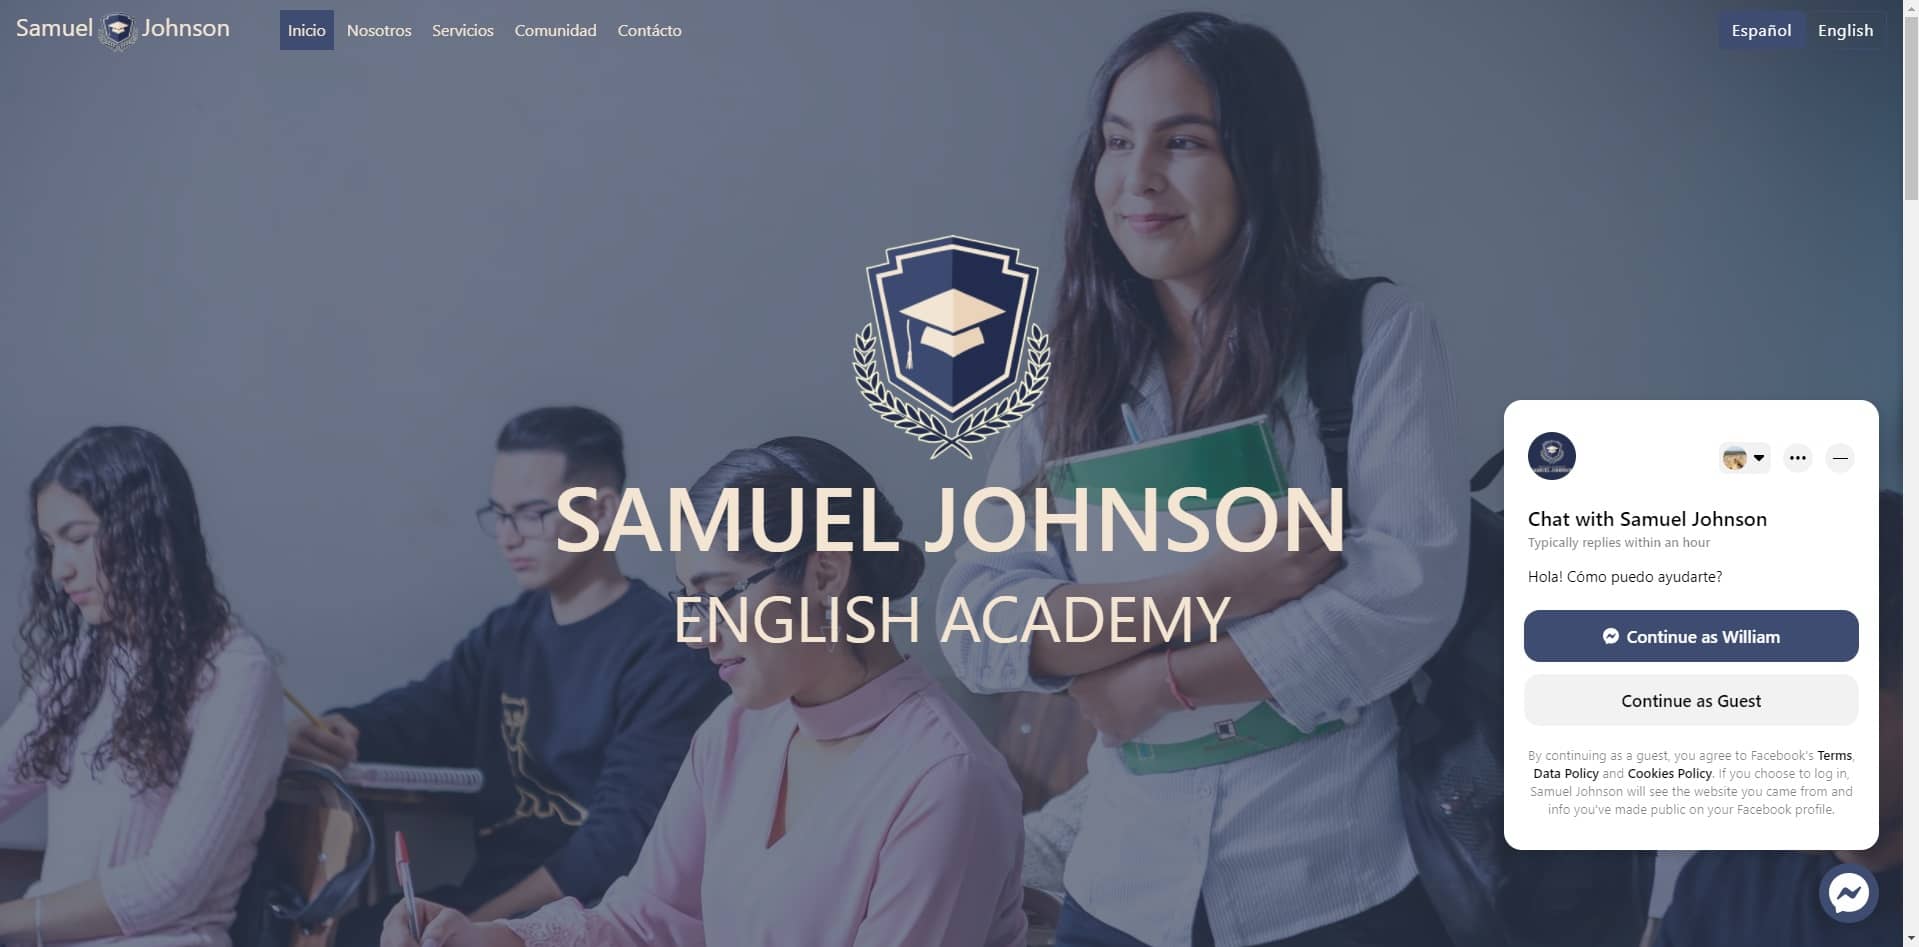 Samuel Johnson
Inicio Nosotros Servicios Comunidad Contácto
Español English
SAMUEL JOHNSON
ENGLISH ACADEMY
Chat with Samuel Johnson
Typically replies within an hour
Hola! Cómo puedo ayudarte?
Continue as William
Continue as Guest
By continuing as a guest, you agree to Facebook's Terms,
Data Policy and Cookies Policy. If you choose to log in,
Samuel Johnson will see the website you came from and
info you've made public on your Facebook profile.